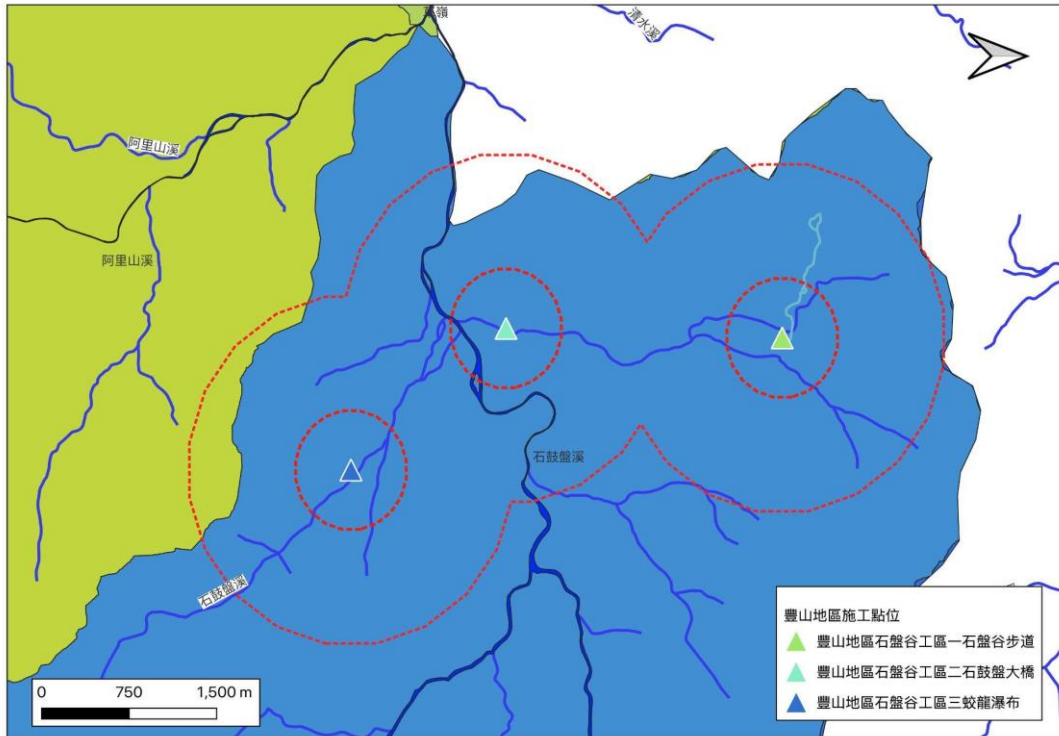 清水溪
阿里山溪
阿里山溪
石鼓盤溪
石鼓盤溪
豐山地區施工點位
豐山地區石盤谷工區一石盤谷步道
豐山地區石盤谷工區二石鼓盤大橋
豐山地區石盤谷工區三蛟龍瀑布
0 750 1,500 m